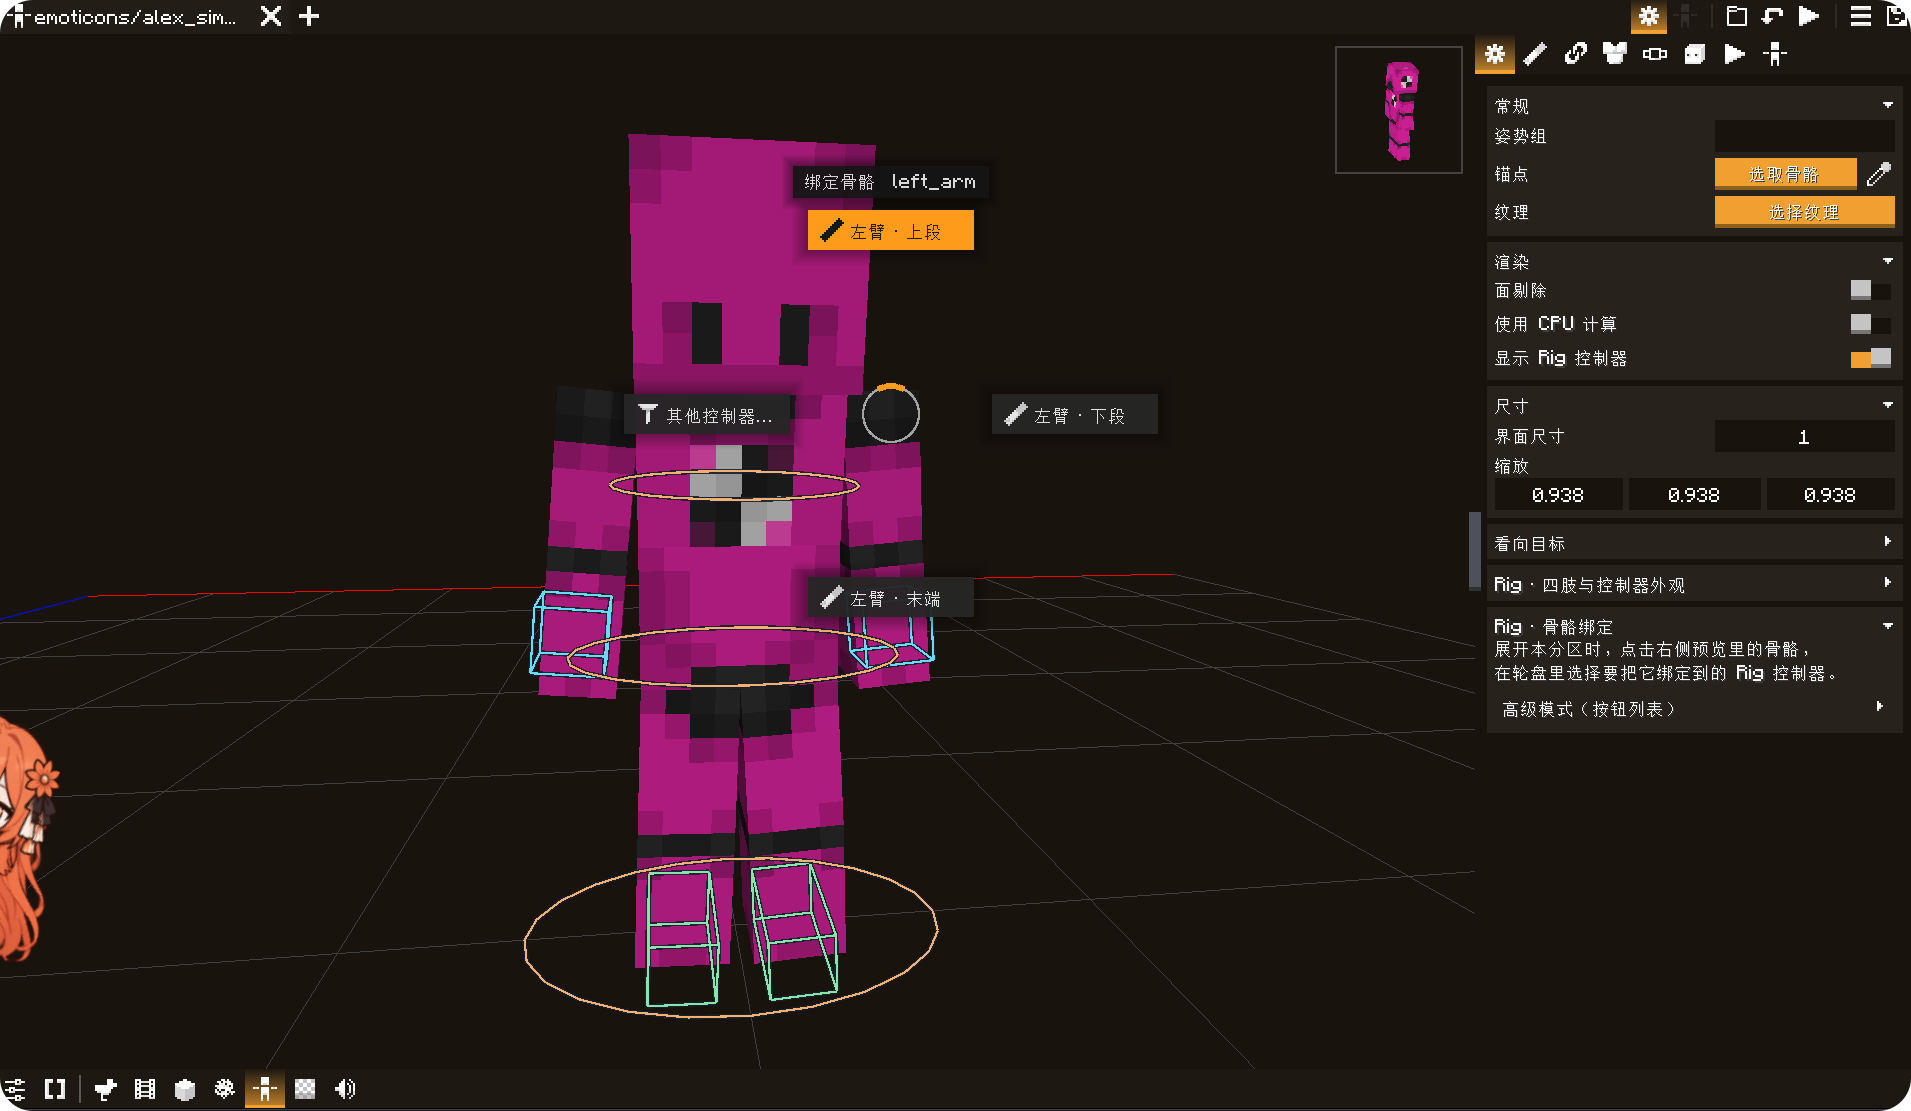 emoticons/alex_sim...
绑定骨骼 left_arm
左臂 · 上段
其他控制器...
左臂 · 下段
左臂 · 末端
常规
姿势组
锚点
选取骨骼
纹理
选择纹理
渲染
面剔除
使用 CPU 计算
显示 Rig 控制器
尺寸
界面尺寸
1
缩放
0.938 0.938 0.938
看向目标
Rig · 四肢与控制器外观
Rig · 骨骼绑定
展开本分区时，点击右侧预览里的骨骼，
在轮盘里选择要把它绑定到的 Rig 控制器。
高级模式（按钮列表）